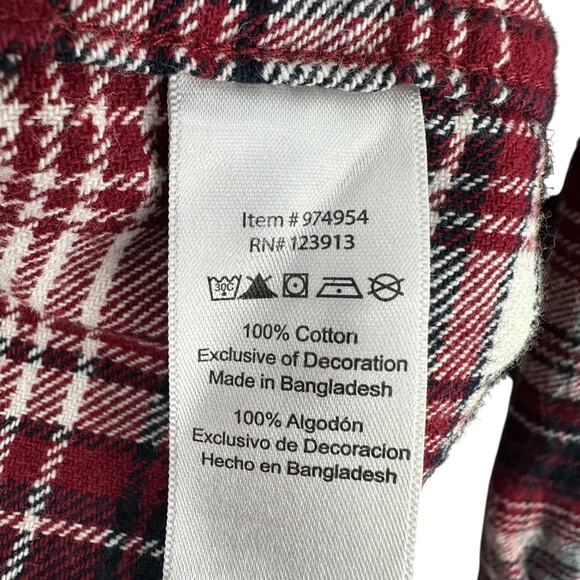 Item # 974954
RN# 123913
30C
100% Cotton
Exclusive of Decoration
Made in Bangladesh
100% Algodón
Exclusivo de Decoracion
Hecho en Bangladesh